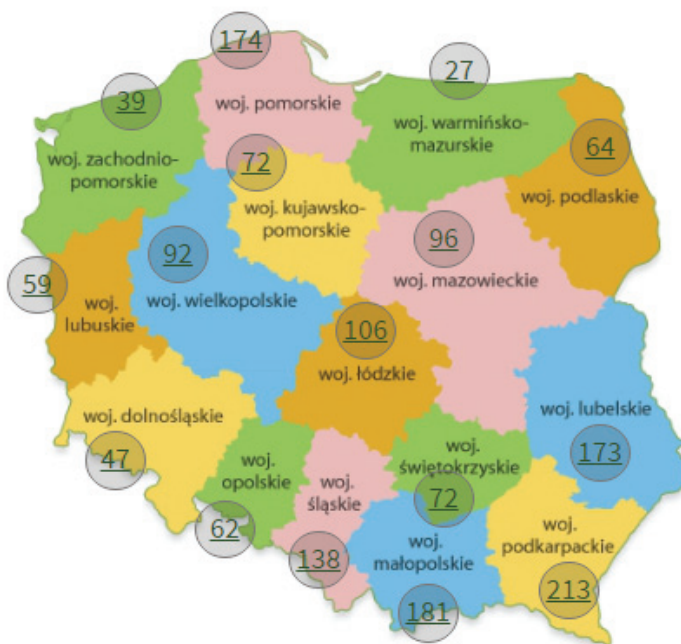 174
woj. pomorskie
27
39
woj. warmińsko-
mazurskie
64
woj. zachodnio-
pomorskie
72
woj. podlaskie
woj. kujawsko-
pomorskie
92
96
59
woj. wielkopolskie
woj. mazowieckie
woj.
lubuskie
106
woj. łódzkie
woj. dolnośląskie
47
woj. lubelskie
173
woj.
opolskie
62
woj.
śląskie
138
woj.
świętokrzyskie
72
woj.
małopolskie
181
woj.
podkarpackie
213